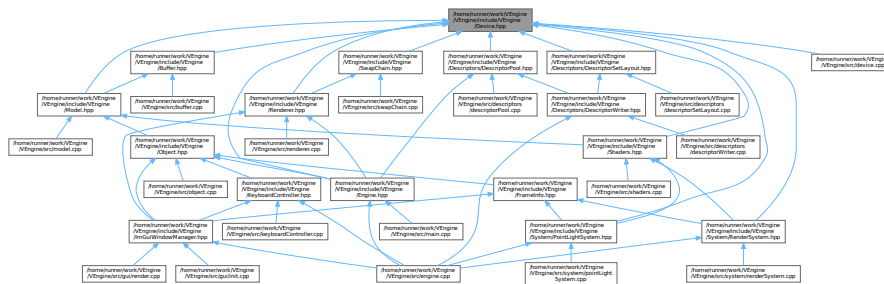 /home/runner/work/VEngine
/VEngine/include/VEngine
/Device.hpp
/home/runner/work/VEngine
/VEngine/include/VEngine
/Buffer.hpp
/home/runner/work/VEngine
/VEngine/include/VEngine
/SwapChain.hpp
/home/runner/work/VEngine
/VEngine/include/VEngine
/Descriptors/DescriptorPool.hpp
/home/runner/work/VEngine
/VEngine/include/VEngine
/Descriptors/DescriptorSetLayout.hpp
/home/runner/work/VEngine
/VEngine/src/device.cpp
/home/runner/work/VEngine
/VEngine/include/VEngine
/Model.hpp
/home/runner/work/VEngine
/VEngine/src/buffer.cpp
/home/runner/work/VEngine
/VEngine/include/VEngine
/Renderer.hpp
/home/runner/work/VEngine
/VEngine/src/swapChain.cpp
/home/runner/work/VEngine
/VEngine/src/descriptors
/descriptorPool.cpp
/home/runner/work/VEngine
/VEngine/include/VEngine
/Descriptors/DescriptorWriter.hpp
/home/runner/work/VEngine
/VEngine/src/descriptors
/descriptorSetLayout.cpp
/home/runner/work/VEngine
/VEngine/src/model.cpp
/home/runner/work/VEngine
/VEngine/include/VEngine
/Object.hpp
/home/runner/work/VEngine
/VEngine/src/renderer.cpp
/home/runner/work/VEngine
/VEngine/include/VEngine
/Shaders.hpp
/home/runner/work/VEngine
/VEngine/src/descriptors
/descriptorWriter.cpp
/home/runner/work/VEngine
/VEngine/src/object.cpp
/home/runner/work/VEngine
/VEngine/include/VEngine
/KeyboardController.hpp
/home/runner/work/VEngine
/VEngine/include/VEngine
/Engine.hpp
/home/runner/work/VEngine
/VEngine/include/VEngine
/FrameInfo.hpp
/home/runner/work/VEngine
/VEngine/src/shaders.cpp
/home/runner/work/VEngine
/VEngine/include/VEngine
/ImGuiWindowManager.hpp
/home/runner/work/VEngine
/VEngine/src/keyboardController.cpp
/home/runner/work/VEngine
/VEngine/src/main.cpp
/home/runner/work/VEngine
/VEngine/include/VEngine
/System/PointLightSystem.hpp
/home/runner/work/VEngine
/VEngine/include/VEngine
/System/RenderSystem.hpp
/home/runner/work/VEngine
/VEngine/src/gui/render.cpp
/home/runner/work/VEngine
/VEngine/src/gui/init.cpp
/home/runner/work/VEngine
/VEngine/src/engine.cpp
/home/runner/work/VEngine
/VEngine/src/system/pointLight
System.cpp
/home/runner/work/VEngine
/VEngine/src/system/renderSystem.cpp